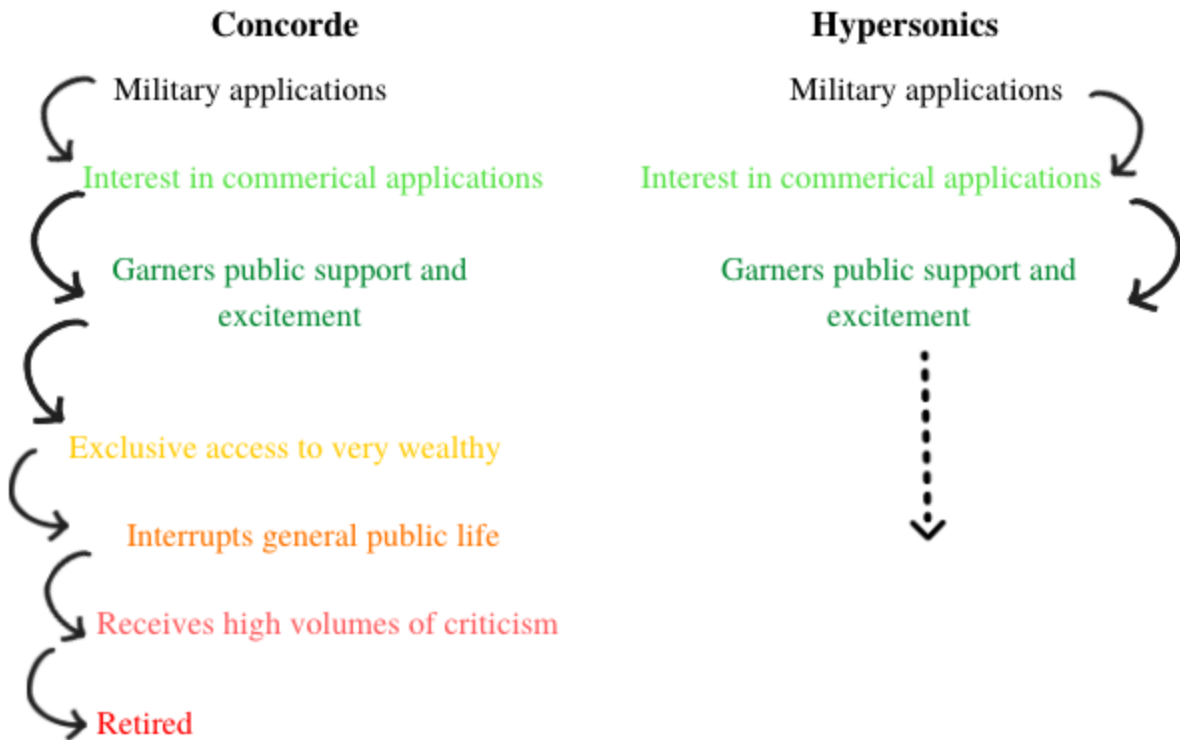 Concorde
Military applications
Interest in commerical applications
Garners public support and
excitement
Exclusive access to very wealthy
Interrupts general public life
Receives high volumes of criticism
Retired
Hypersonics
Military applications
Interest in commerical applications
Garners public support and
excitement